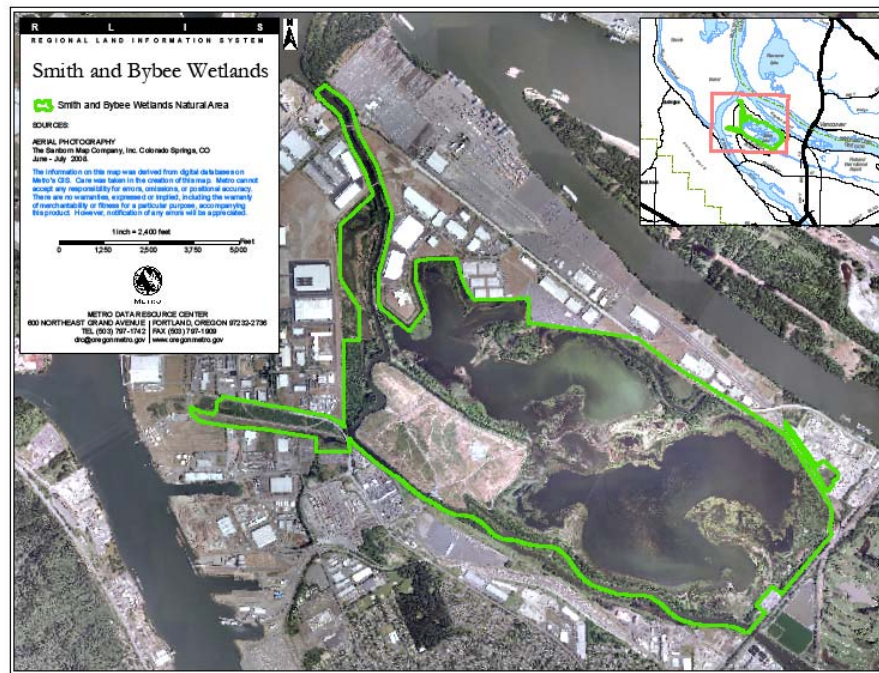 R L I S
REGIONAL LAND INFORMATION SYSTEM
Smith and Bybee Wetlands
Smith and Bybee Wetlands Natural Area
SOURCES:
AERIAL PHOTOGRAPHY
The Sanborn Map Company, Inc. Colorado Springs, CO
June - July 2008.
The information on this map was derived from digital databases on
Metro's GIS. Care was taken in the creation of this map. Metro cannot
accept any responsibility for errors, omissions, or positional accuracy.
There are no warranties, expressed or implied, including the warranty
of merchantability or fitness for a particular purpose, accompanying
this product. However, notification of any errors will be appreciated.
1 inch = 2,400 feet
Feet
0 1,250 2,500 3,750 5,000
METRO
METRO DATA RESOURCE CENTER
600 NORTHEAST GRAND AVENUE | PORTLAND, OREGON 97232-2736
TEL (503) 797-1742 | FAX (503) 797-1909
drc@oregonmetro.gov | www.oregonmetro.gov
N
Vancouver